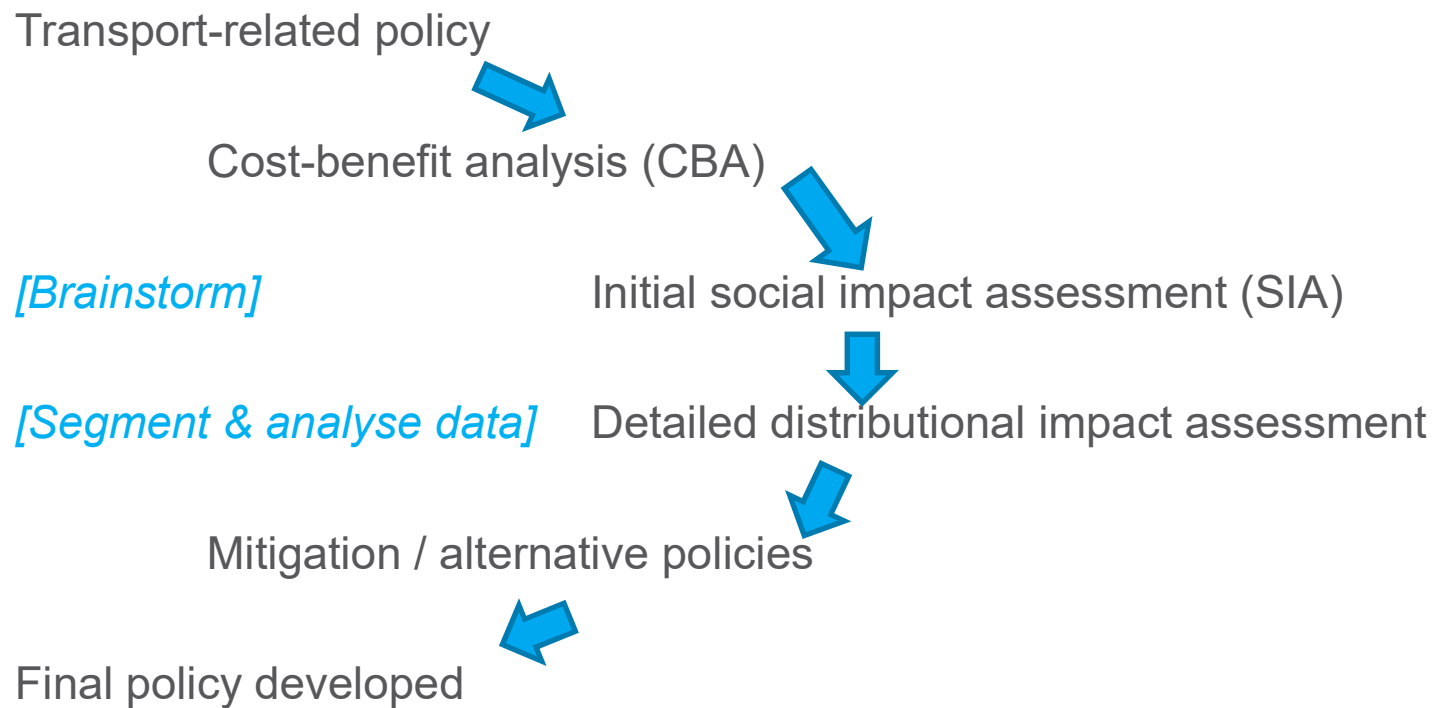 Transport-related policy
Cost-benefit analysis (CBA)
[Brainstorm] Initial social impact assessment (SIA)
[Segment & analyse data] Detailed distributional impact assessment
Mitigation / alternative policies
Final policy developed